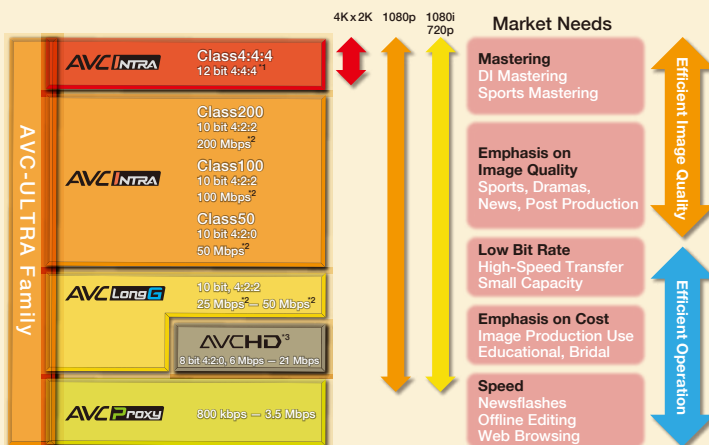 4K x 2K 1080p 1080i
720p
Market Needs
AVC-ULTRA Family
AVC INTRA
Class4:4:4
12 bit 4:4:4*1
AVC INTRA
Class200
10 bit 4:2:2
200 Mbps*2
Class100
10 bit 4:2:2
100 Mbps*2
Class50
10 bit 4:2:0
50 Mbps*2
AVC LongG
10 bit, 4:2:2
25 Mbps*2 — 50 Mbps*2
AVCHD*3
8 bit 4:2:0, 6 Mbps — 21 Mbps
AVC Proxy
800 kbps — 3.5 Mbps
Mastering
DI Mastering
Sports Mastering
Emphasis on
Image Quality
Sports, Dramas,
News, Post Production
Low Bit Rate
High-Speed Transfer
Small Capacity
Emphasis on Cost
Image Production Use
Educational, Bridal
Speed
Newsflashes
Offline Editing
Web Browsing
Efficient Image Quality
Efficient Operation